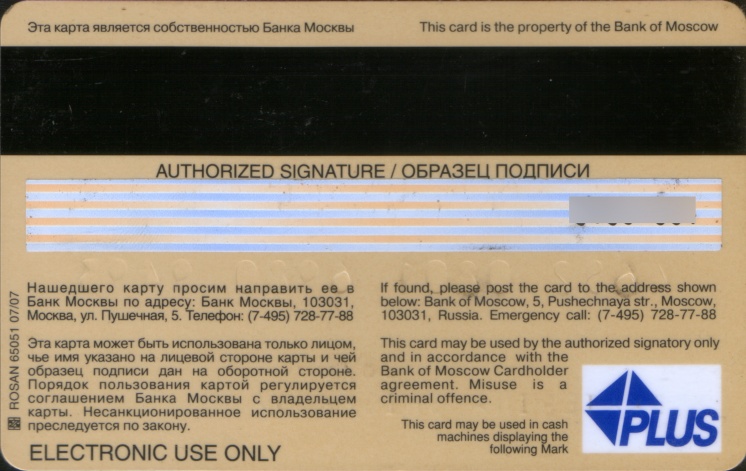 Эта карта является собственностью Банка Москвы
This card is the property of the Bank of Moscow
AUTHORIZED SIGNATURE / ОБРАЗЕЦ ПОДПИСИ
Нашедшего карту просим направить ее в
Банк Москвы по адресу: Банк Москвы, 103031,
Москва, ул. Пушечная, 5. Телефон: (7-495) 728-77-88
If found, please post the card to the address shown
below: Bank of Moscow, 5, Pushechnaya str., Moscow,
103031, Russia. Emergency call: (7-495) 728-77-88
Эта карта может быть использована только лицом,
чье имя указано на лицевой стороне карты и чей
образец подписи дан на оборотной стороне.
Порядок пользования картой регулируется
соглашением Банка Москвы с владельцем
карты. Несанкционированное использование
преследуется по закону.
This card may be used by the authorized signatory only
and in accordance with the
Bank of Moscow Cardholder
agreement. Misuse is a
criminal offence.
This card may be used in cash
machines displaying the
following Mark
PLUS
ELECTRONIC USE ONLY
ROSAN 65051 07/07